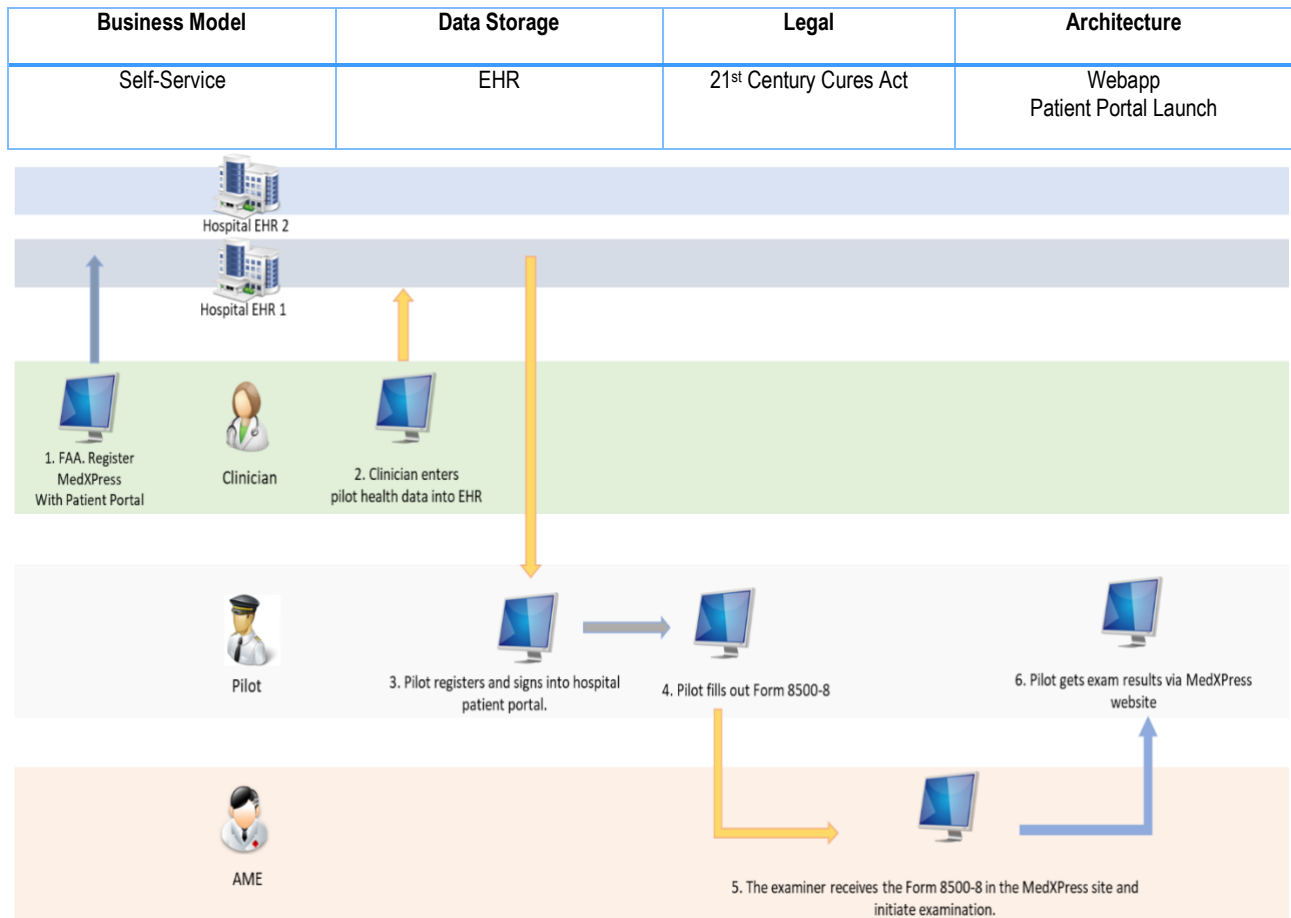 Business Model
Data Storage
Legal
Architecture
Self-Service
EHR
21st Century Cures Act
Webapp
Patient Portal Launch
Hospital EHR 2
Hospital EHR 1
1. FAA. Register
MedXPress
With Patient Portal
Clinician
2. Clinician enters
pilot health data into EHR
Pilot
3. Pilot registers and signs into hospital
patient portal.
4. Pilot fills out Form 8500-8
6. Pilot gets exam results via MedXPress
website
AME
5. The examiner receives the Form 8500-8 in the MedXPress site and
initiate examination.